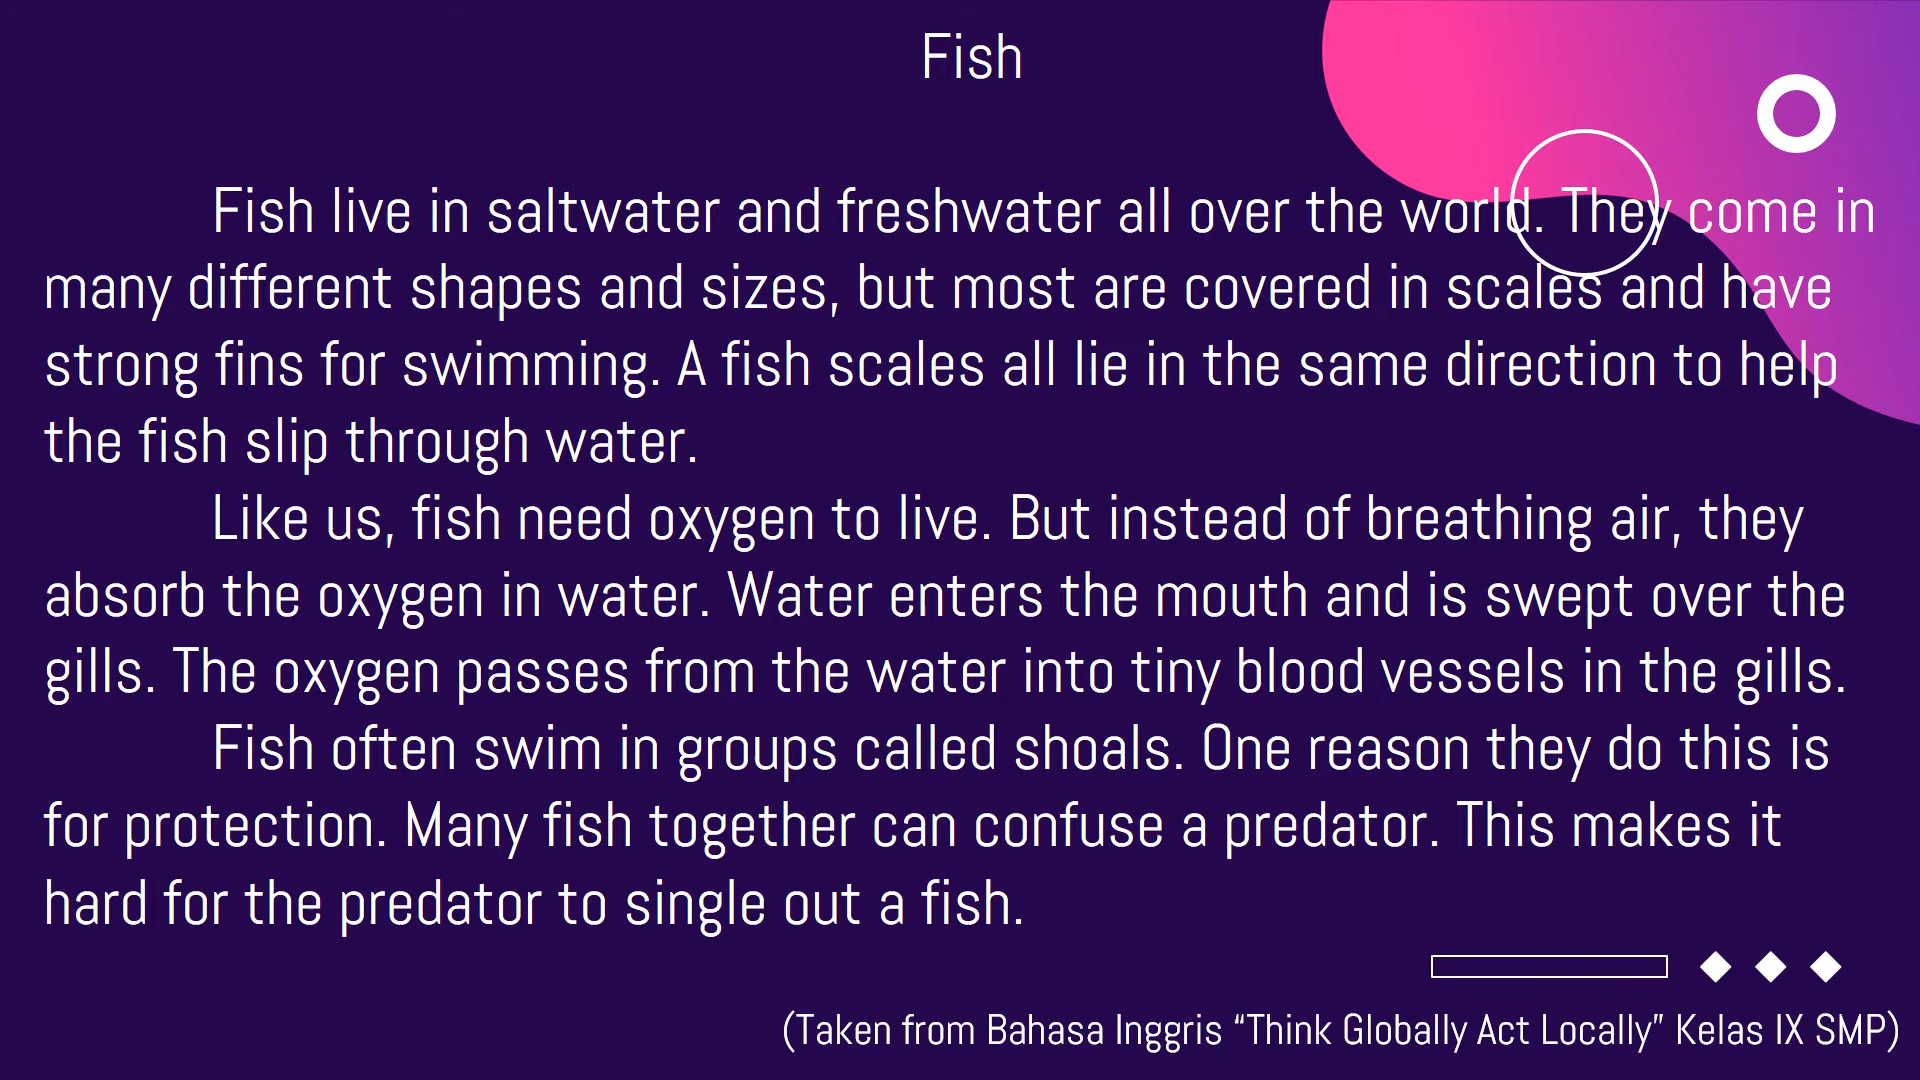 Fish
Fish live in saltwater and freshwater all over the world. They come in
many different shapes and sizes, but most are covered in scales and have
strong fins for swimming. A fish scales all lie in the same direction to help
the fish slip through water.
Like us, fish need oxygen to live. But instead of breathing air, they
absorb the oxygen in water. Water enters the mouth and is swept over the
gills. The oxygen passes from the water into tiny blood vessels in the gills.
Fish often swim in groups called shoals. One reason they do this is
for protection. Many fish together can confuse a predator. This makes it
hard for the predator to single out a fish.
(Taken from Bahasa Inggris “Think Globally Act Locally” Kelas IX SMP)